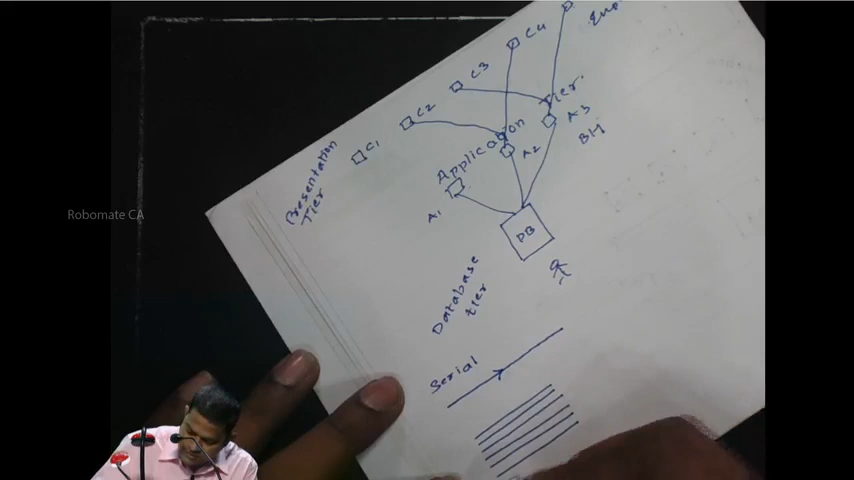 Robomate CA
C4
C3
C2
C1
Presentation
Tier
Application Tier.
A3
A2
A1
BM
DB
Database
tier
Serial